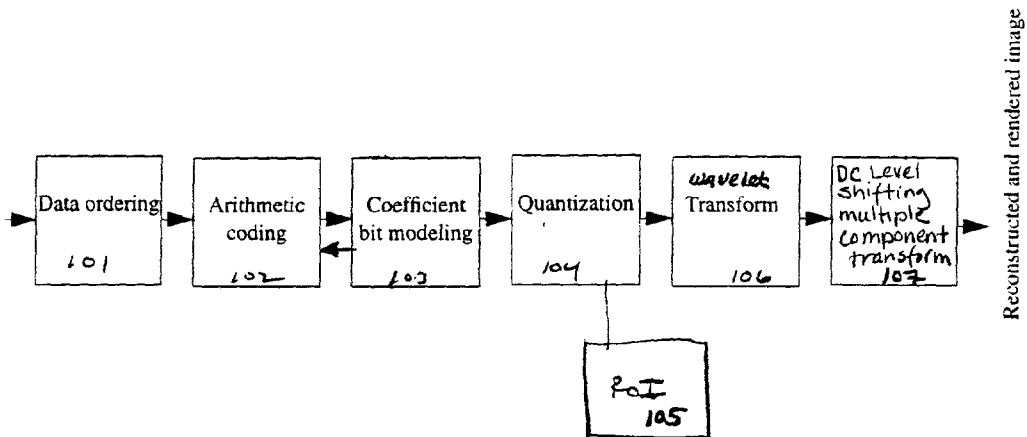 Data ordering
101
Arithmetic
coding
102
Coefficient
bit modeling
103
Quantization
104
wavelet
Transform
106
DC Level
shifting
multiple
component
transform
107
RoI
105
Reconstructed and rendered image